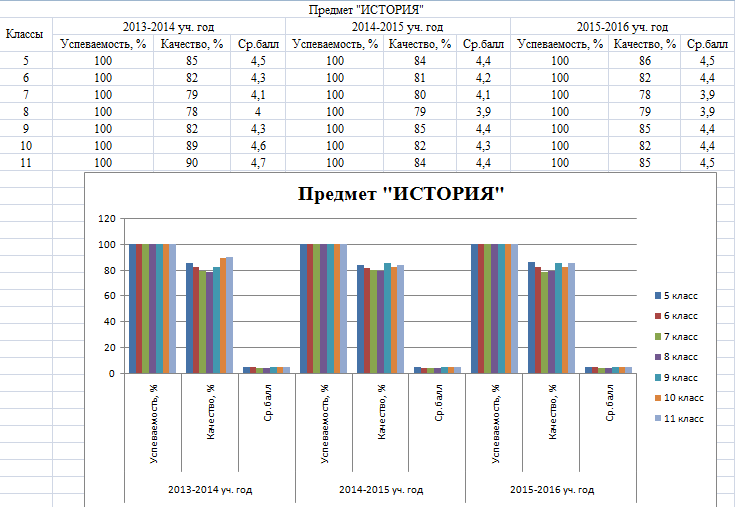 Предмет "ИСТОРИЯ"
Классы 2013-2014 уч. год 2014-2015 уч. год 2015-2016 уч. год
Успеваемость, % Качество, % Ср.балл Успеваемость, % Качество, % Ср.балл Успеваемость, % Качество, % Ср.балл
5 100 85 4,5 100 84 4,4 100 86 4,5
6 100 82 4,3 100 81 4,2 100 82 4,4
7 100 79 4,1 100 80 4,1 100 78 3,9
8 100 78 4 100 79 3,9 100 79 3,9
9 100 82 4,3 100 85 4,4 100 85 4,4
10 100 89 4,6 100 82 4,3 100 82 4,4
11 100 90 4,7 100 84 4,4 100 85 4,5
Предмет "ИСТОРИЯ"
120
100
80
60
40
20
0
Успеваемость, %
Качество, %
Ср.балл
Успеваемость, %
Качество, %
Ср.балл
Успеваемость, %
Качество, %
Ср.балл
2013-2014 уч. год 2014-2015 уч. год 2015-2016 уч. год
5 класс
6 класс
7 класс
8 класс
9 класс
10 класс
11 класс